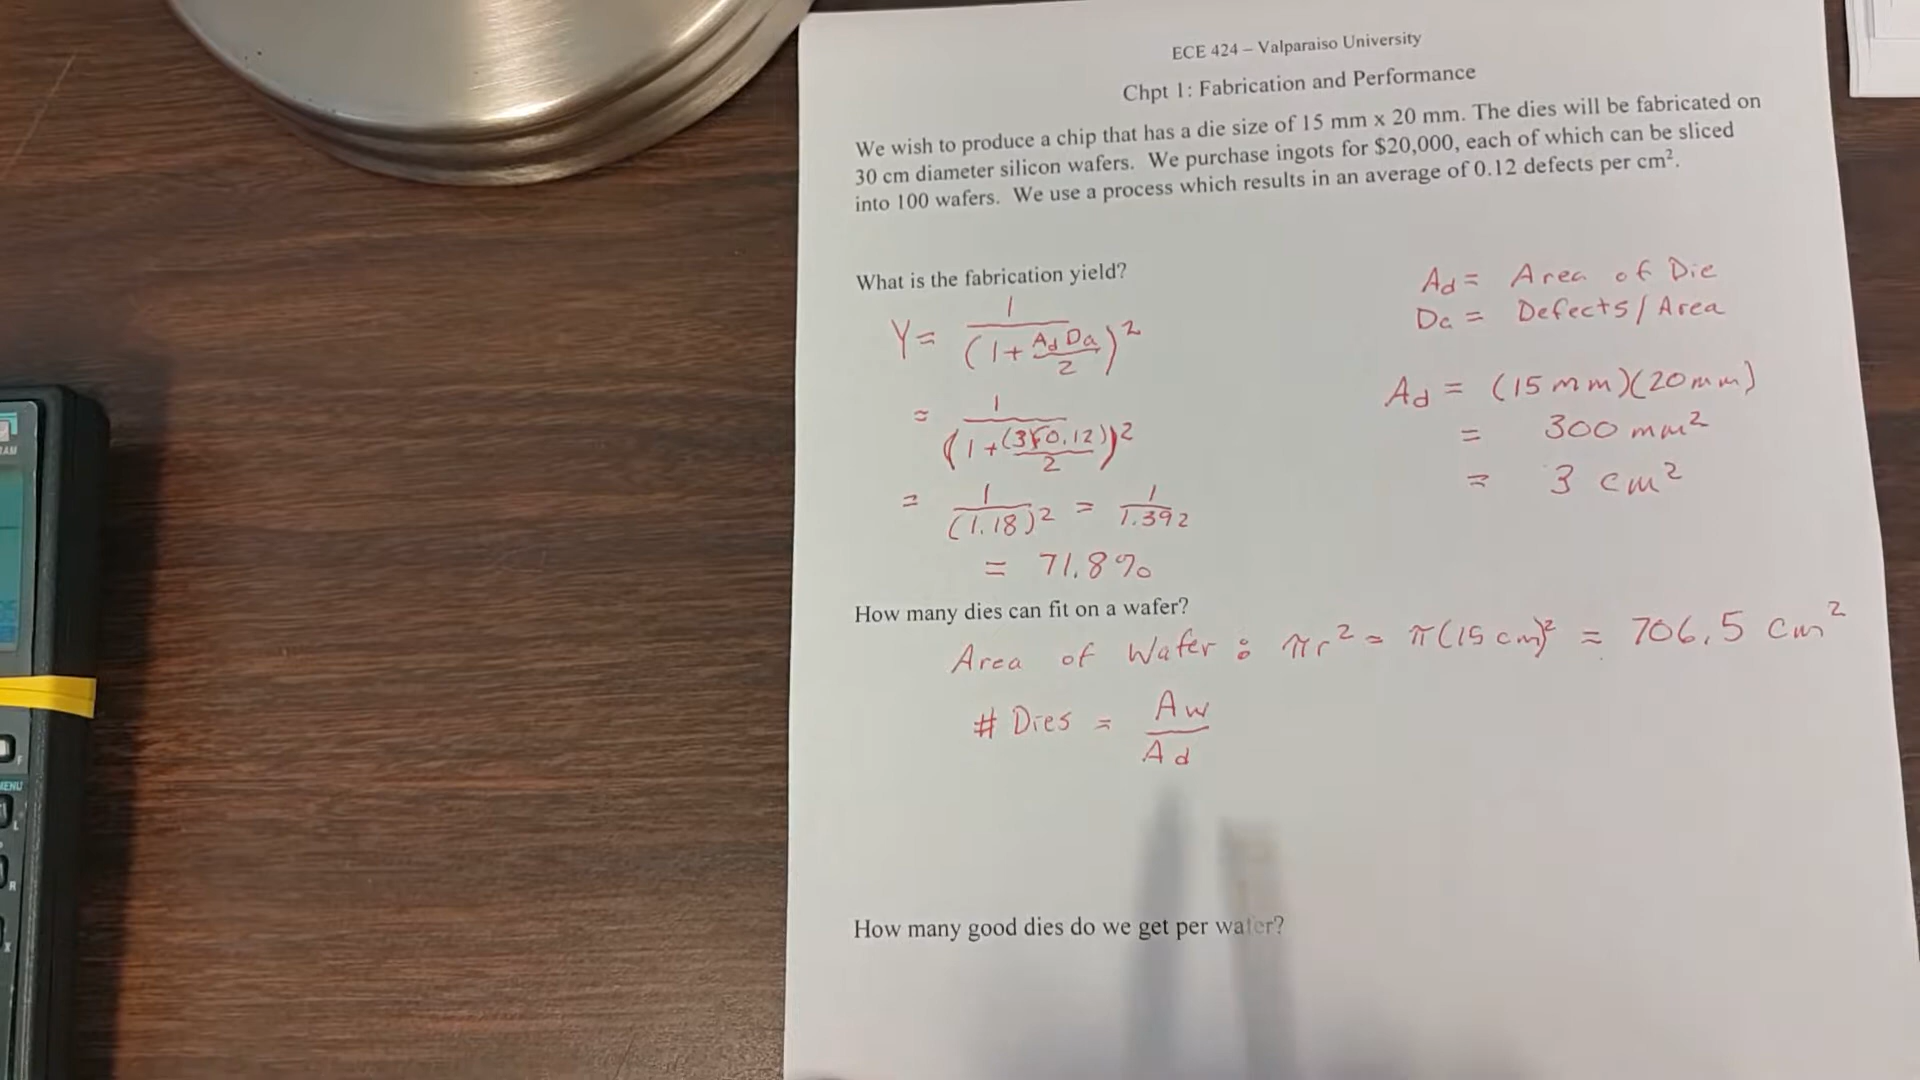 ECE 424 – Valparaiso University
Chpt 1: Fabrication and Performance
We wish to produce a chip that has a die size of 15 mm x 20 mm. The dies will be fabricated on
30 cm diameter silicon wafers. We purchase ingots for $20,000, each of which can be sliced
into 100 wafers. We use a process which results in an average of 0.12 defects per cm².
What is the fabrication yield?
Y = 1 / (1 + Ad Da / 2)²
= 1 / (1 + (3)(0.12) / 2)²
= 1 / (1.18)² = 1 / 1.392
= 71.8%
Ad = Area of Die
Da = Defects / Area
Ad = (15 mm)(20 mm)
= 300 mm²
= 3 cm²
How many dies can fit on a wafer?
Area of Wafer : πr² = π(15 cm)² = 706.5 cm²
# Dies = Aw / Ad
How many good dies do we get per wafer?
MENU